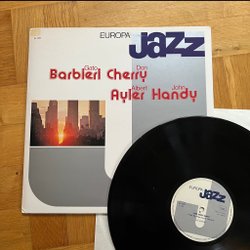 EUROPA
jazz
Gato Don
Barbieri Cherry
Albert John
Ayler Handy
EUROPA
jazz